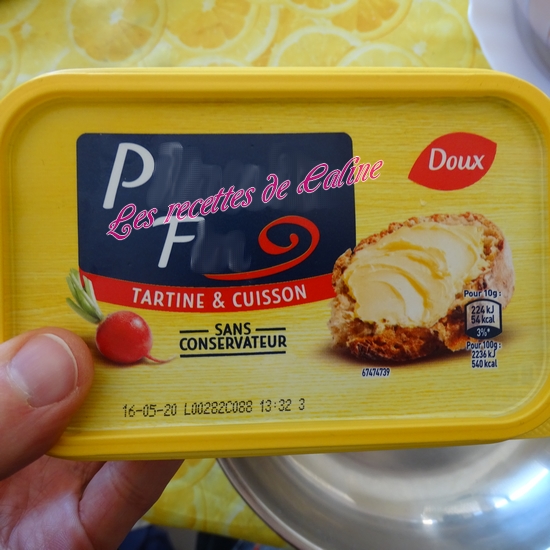 P
Les recettes de Caline
F
Doux
TARTINE & CUISSON
SANS
CONSERVATEUR
Pour 10g :
224 kJ
54 kcal
3%*
Pour 100g :
2236 kJ
540 kcal
67474739
16-05-20 L00282C088 13:32 3